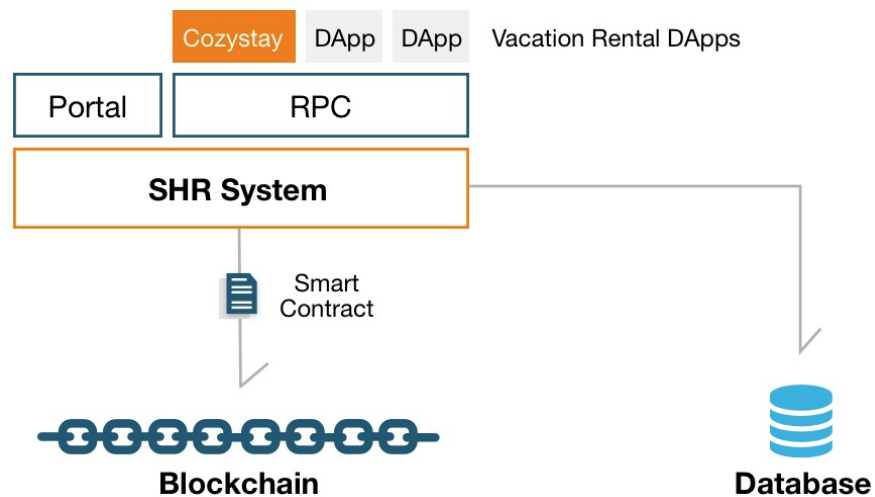 Cozystay DApp DApp Vacation Rental DApps
Portal RPC
SHR System
Smart
Contract
Blockchain Database